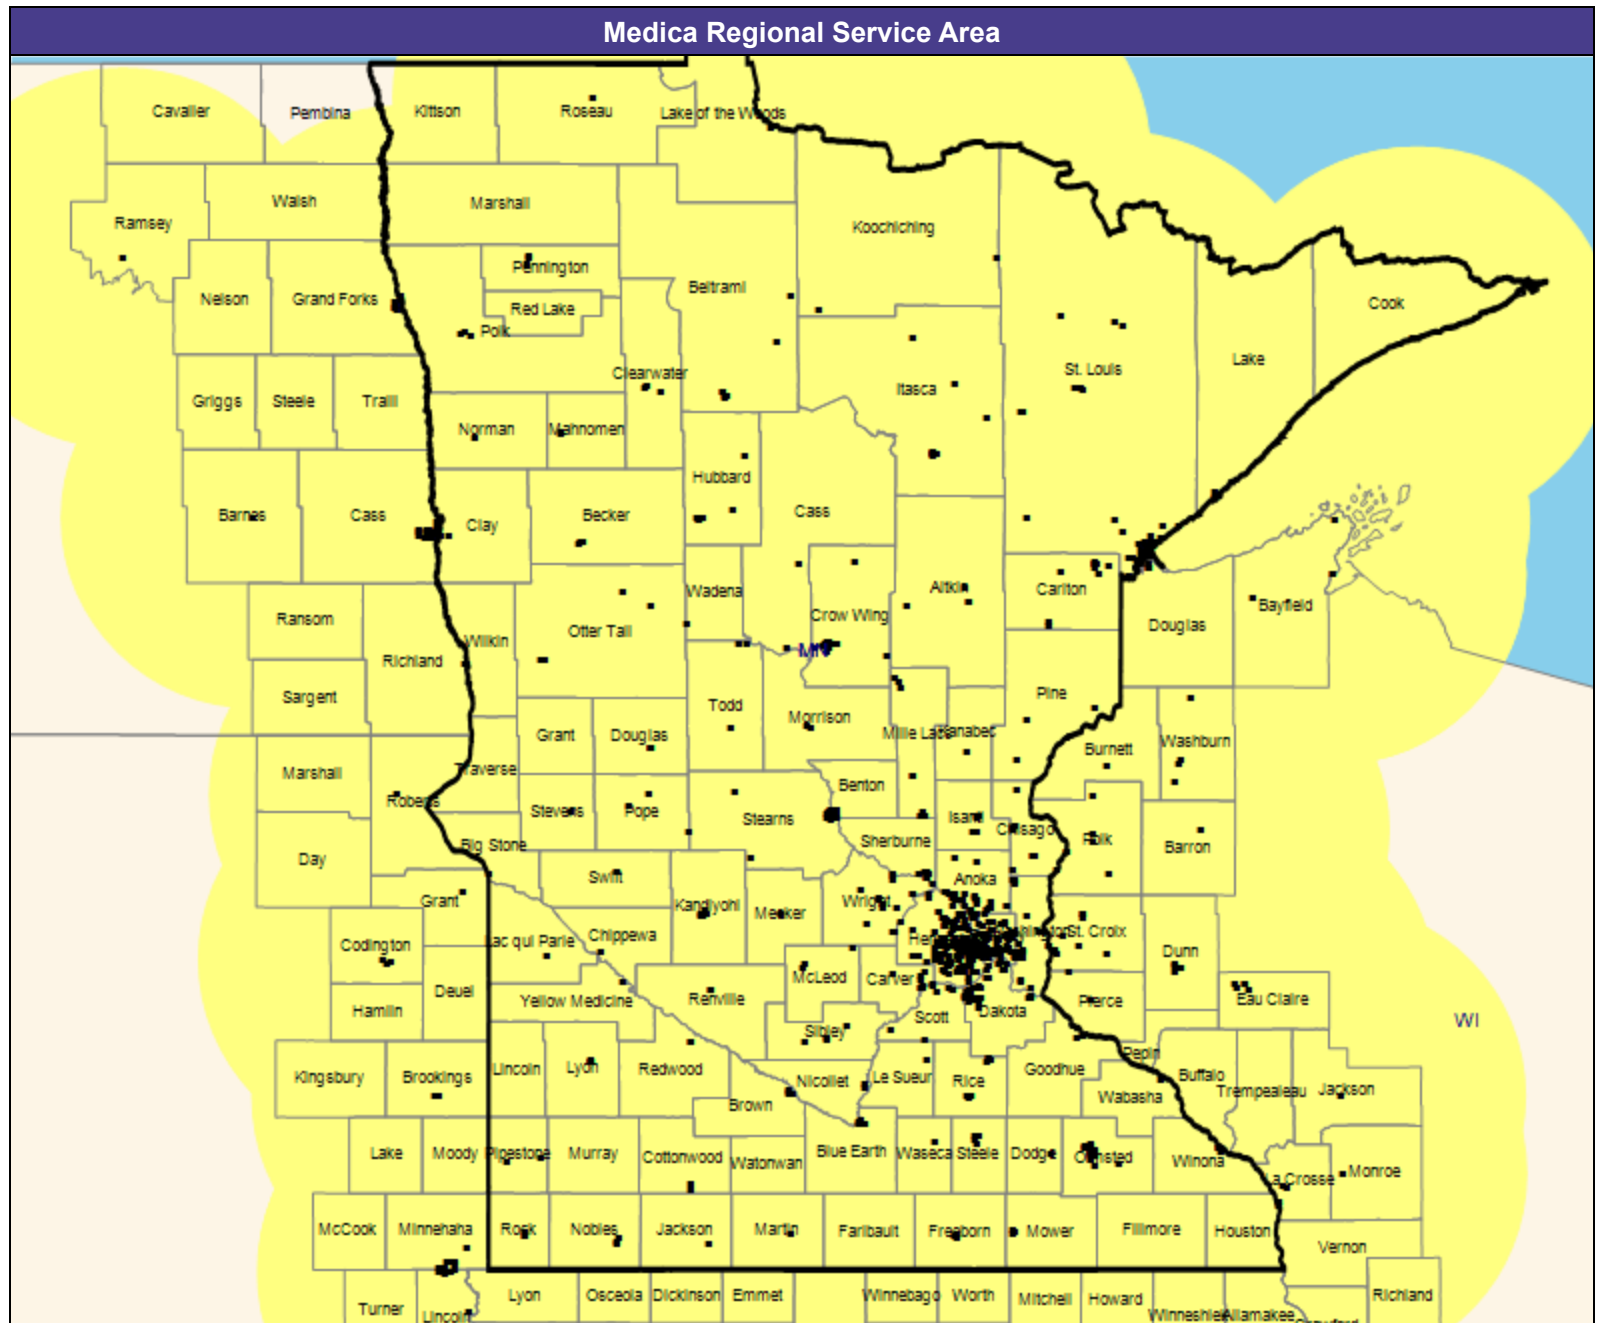 Medica Regional Service Area
Cavalier
Pembina
Kittson
Roseau
Lake of the Woods
Ramsey
Walsh
Marshall
Koochiching
Nelson
Grand Forks
Pennington
Red Lake
Polk
Beltrami
Clearwater
Itasca
St. Louis
Lake
Cook
Griggs
Steele
Traill
Norman
Mahnomen
Hubbard
Cass
Barnes
Cass
Clay
Becker
Wadena
Crow Wing
Aitkin
Carlton
Douglas
Bayfield
Ransom
Richland
Wilkin
Otter Tail
MN
Sargent
Todd
Morrison
Mille Lacs
Kanabec
Pine
Burnett
Washburn
Grant
Douglas
Marshall
Roberts
Traverse
Stevens
Pope
Stearns
Benton
Sherburne
Isanti
Chisago
Polk
Barron
Day
Big Stone
Swift
Kandiyohi
Meeker
Wright
Anoka
Grant
Codington
Lac qui Parle
Chippewa
Washington
St. Croix
Dunn
Hamlin
Deuel
Yellow Medicine
Renville
McLeod
Carver
Scott
Dakota
Pierce
Eau Claire
WI
Sibley
Kingsbury
Brookings
Lincoln
Lyon
Redwood
Nicollet
Le Sueur
Rice
Goodhue
Pepin
Wabasha
Buffalo
Trempealeau
Jackson
Brown
Lake
Moody
Pipestone
Murray
Cottonwood
Watonwan
Blue Earth
Waseca
Steele
Dodge
Olmsted
Winona
La Crosse
Monroe
McCook
Minnehaha
Rock
Nobles
Jackson
Martin
Faribault
Freeborn
Mower
Fillmore
Houston
Vernon
Turner
Lincoln
Lyon
Osceola
Dickinson
Emmet
Winnebago
Worth
Mitchell
Howard
Winneshiek
Allamakee
Crawford
Richland